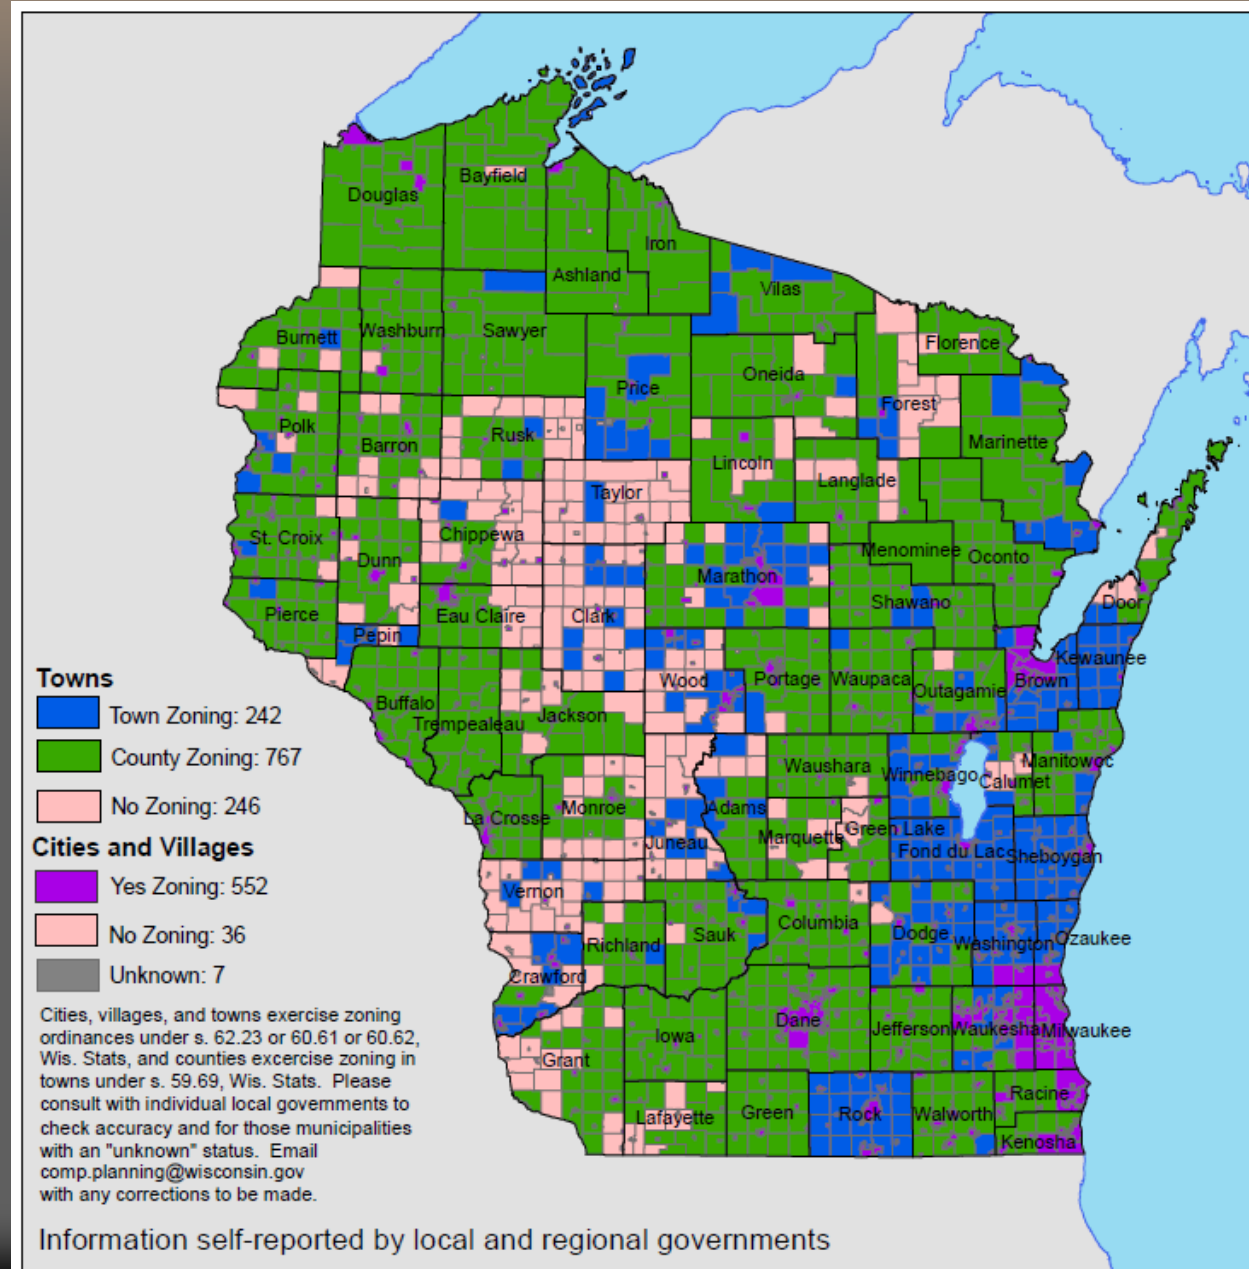 Douglas
Bayfield
Ashland
Iron
Vilas
Burnett
Washburn
Sawyer
Price
Oneida
Florence
Forest
Marinette
Polk
Barron
Rusk
Lincoln
Langlade
Taylor
St. Croix
Dunn
Chippewa
Marathon
Menominee
Oconto
Pierce
Pepin
Eau Claire
Clark
Shawano
Door
Buffalo
Trempealeau
Jackson
Wood
Portage
Waupaca
Outagamie
Brown
Kewaunee
La Crosse
Monroe
Juneau
Adams
Waushara
Marquette
Green Lake
Winnebago
Calumet
Manitowoc
Fond du Lac
Sheboygan
Vernon
Crawford
Richland
Sauk
Columbia
Dodge
Washington
Ozaukee
Grant
Iowa
Dane
Jefferson
Waukesha
Milwaukee
Lafayette
Green
Rock
Walworth
Racine
Kenosha
Towns
Town Zoning: 242
County Zoning: 767
No Zoning: 246
Cities and Villages
Yes Zoning: 552
No Zoning: 36
Unknown: 7
Cities, villages, and towns exercise zoning
ordinances under s. 62.23 or 60.61 or 60.62,
Wis. Stats, and counties excercise zoning in
towns under s. 59.69, Wis. Stats.  Please
consult with individual local governments to
check accuracy and for those municipalities
with an "unknown" status.  Email
comp.planning@wisconsin.gov
with any corrections to be made.
Information self-reported by local and regional governments